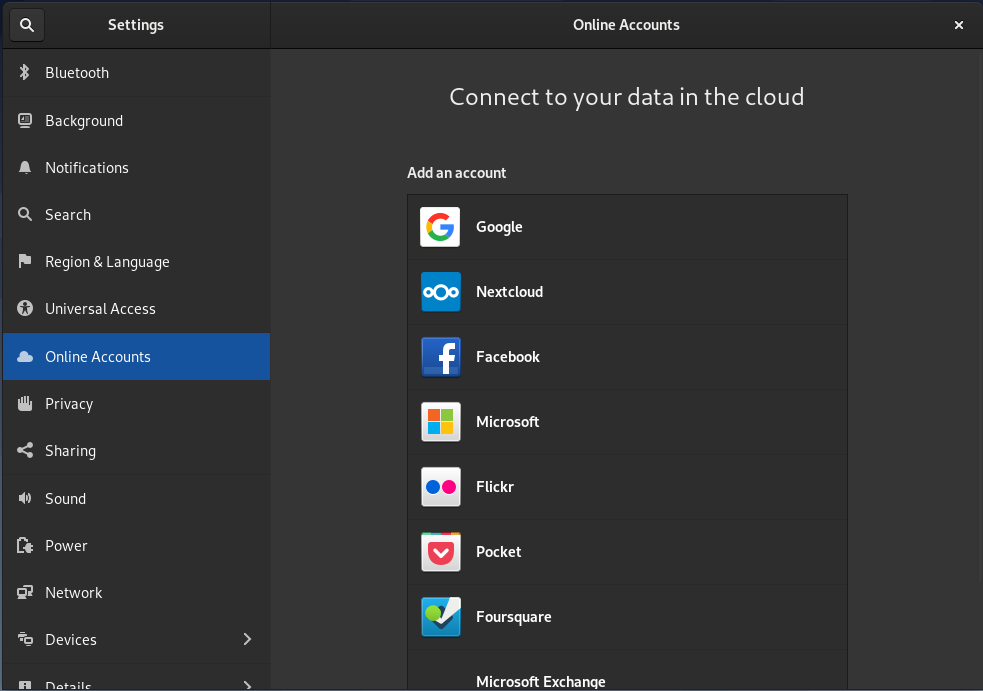 Settings
Online Accounts
Bluetooth
Background
Notifications
Search
Region & Language
Universal Access
Online Accounts
Privacy
Sharing
Sound
Power
Network
Devices
Details
Connect to your data in the cloud
Add an account
Google
Nextcloud
Facebook
Microsoft
Flickr
Pocket
Foursquare
Microsoft Exchange